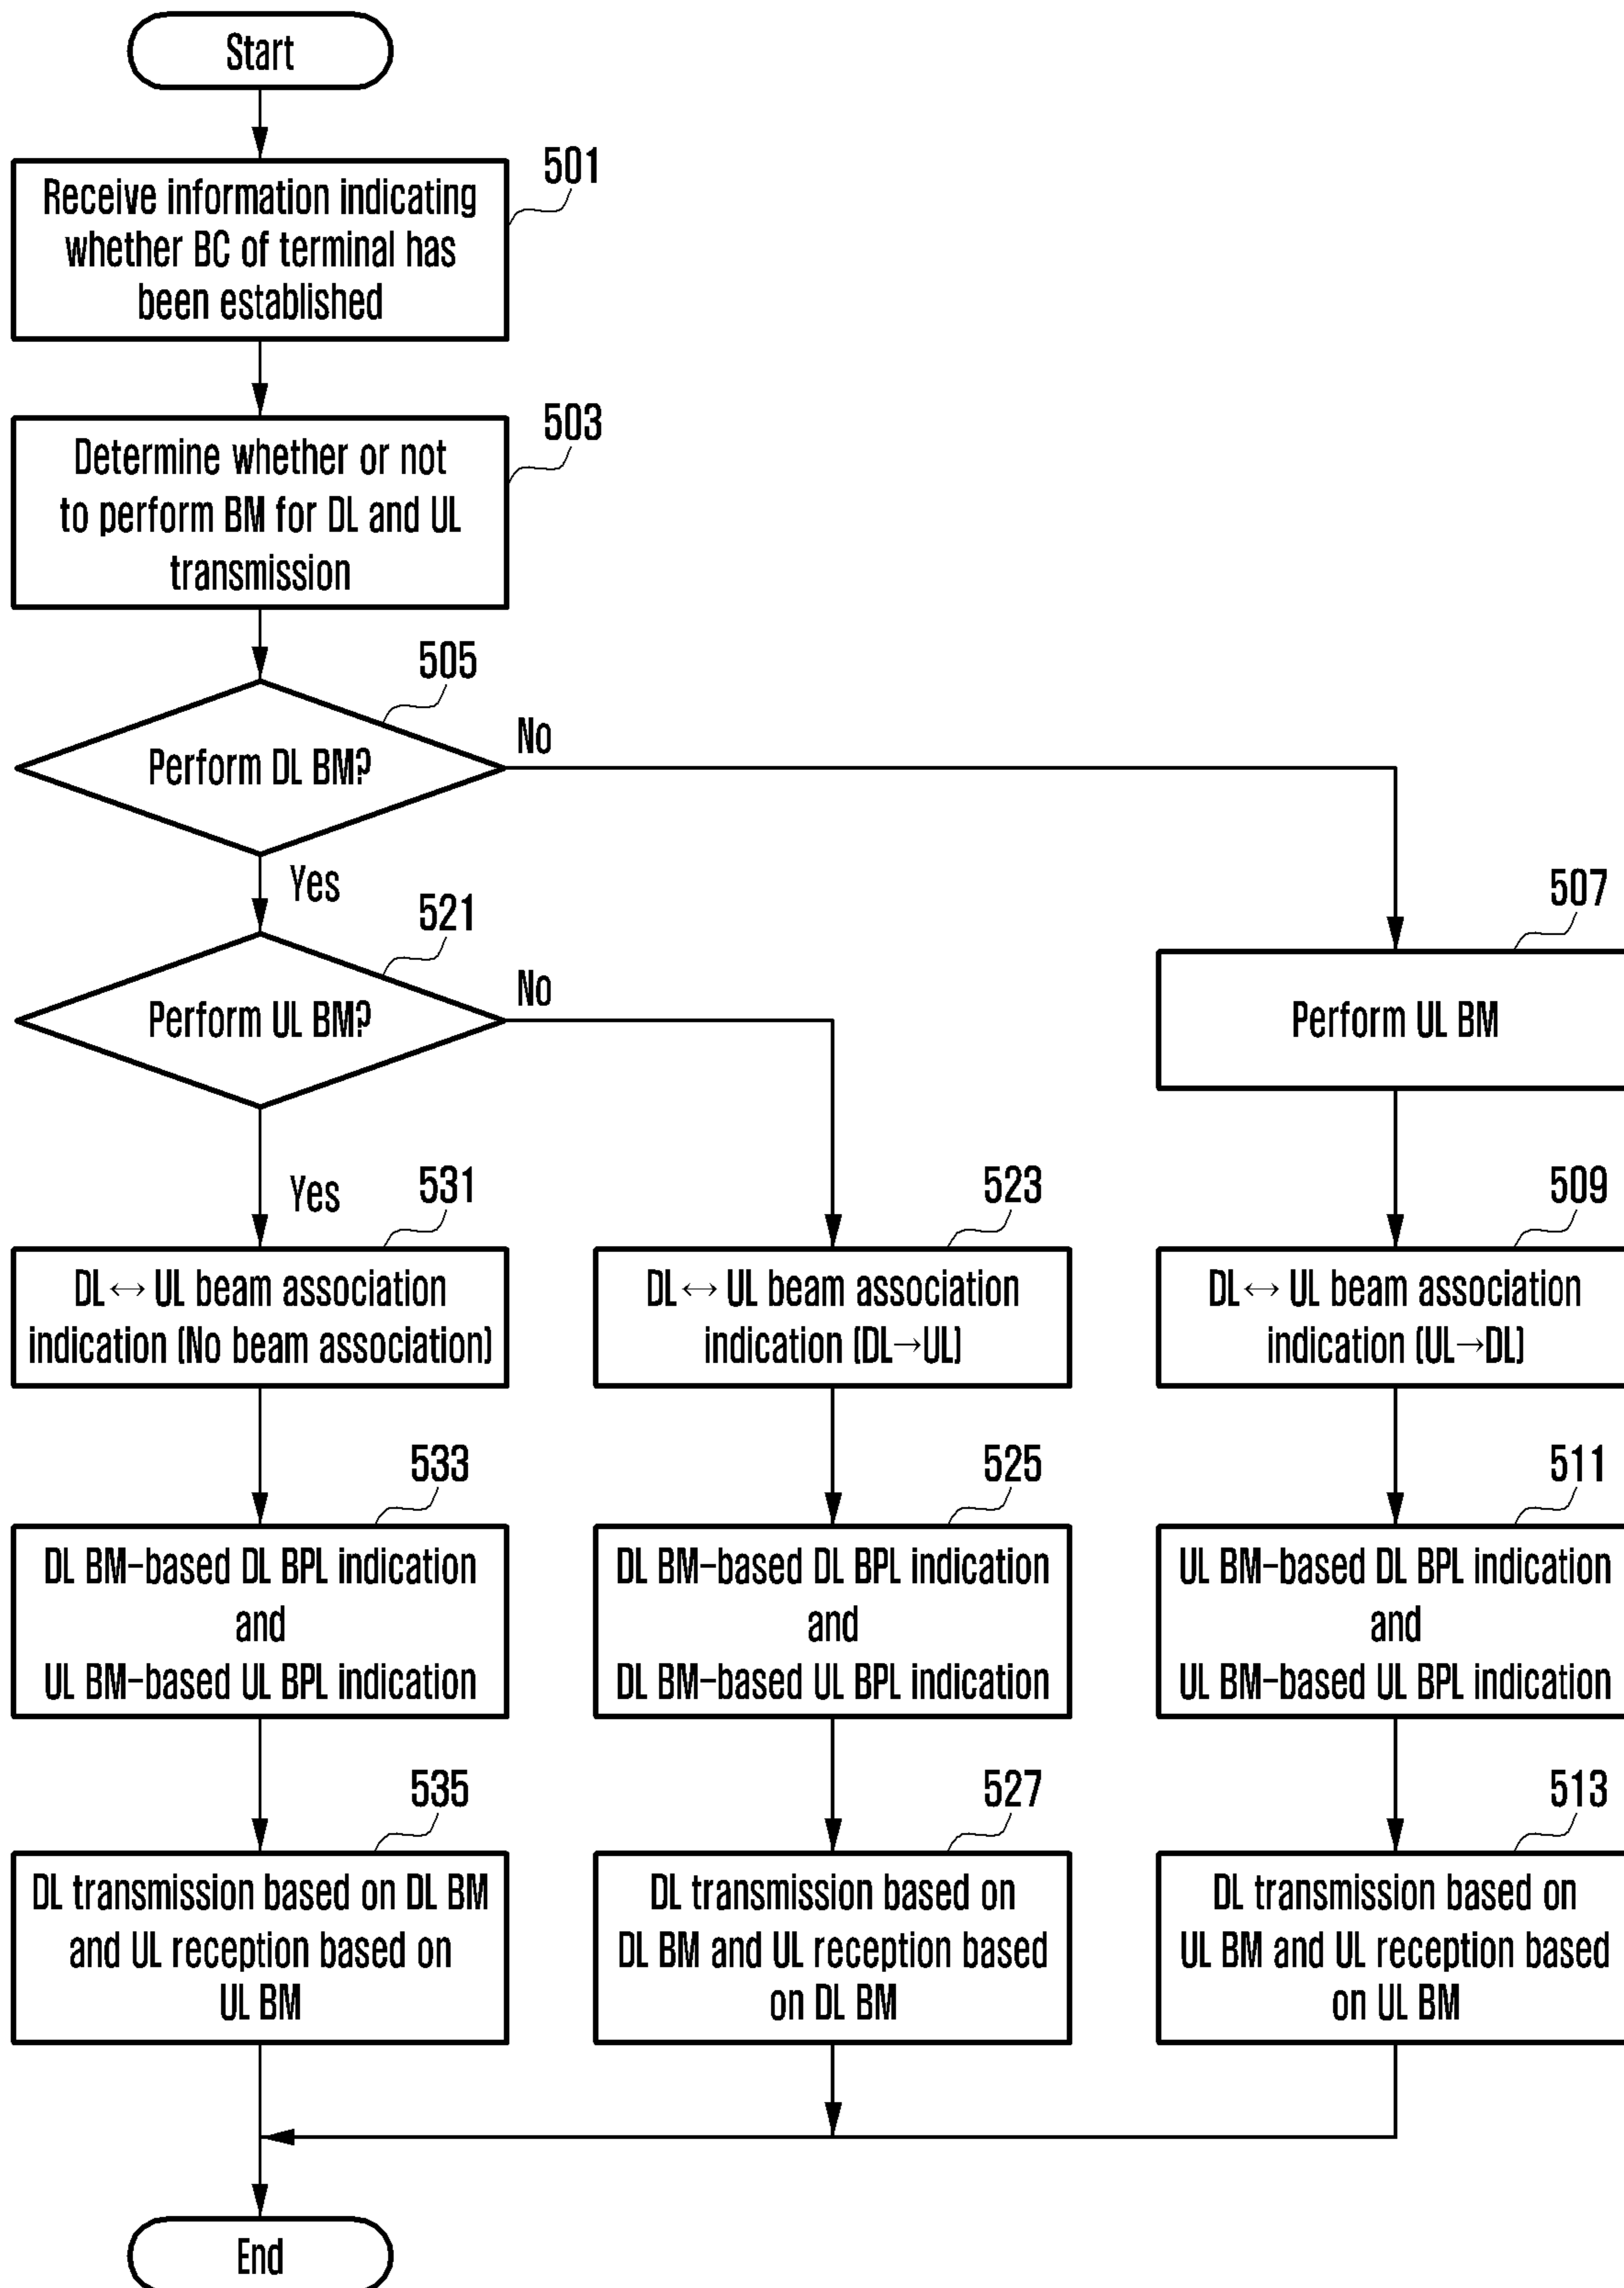 Start
501
Receive information indicating
whether BC of terminal has
been established
503
Determine whether or not
to perform BM for DL and UL
transmission
505
Perform DL BM?
No
Yes
507
Perform UL BM
521
Perform UL BM?
No
Yes
531
DL↔UL beam association
indication (No beam association)
523
DL↔UL beam association
indication (DL→UL)
509
DL↔UL beam association
indication (UL→DL)
533
DL BM-based DL BPL indication
and
UL BM-based UL BPL indication
525
DL BM-based DL BPL indication
and
DL BM-based UL BPL indication
511
UL BM-based DL BPL indication
and
UL BM-based UL BPL indication
535
DL transmission based on DL BM
and UL reception based on
UL BM
527
DL transmission based on
DL BM and UL reception based
on DL BM
513
DL transmission based on
UL BM and UL reception based
on UL BM
End